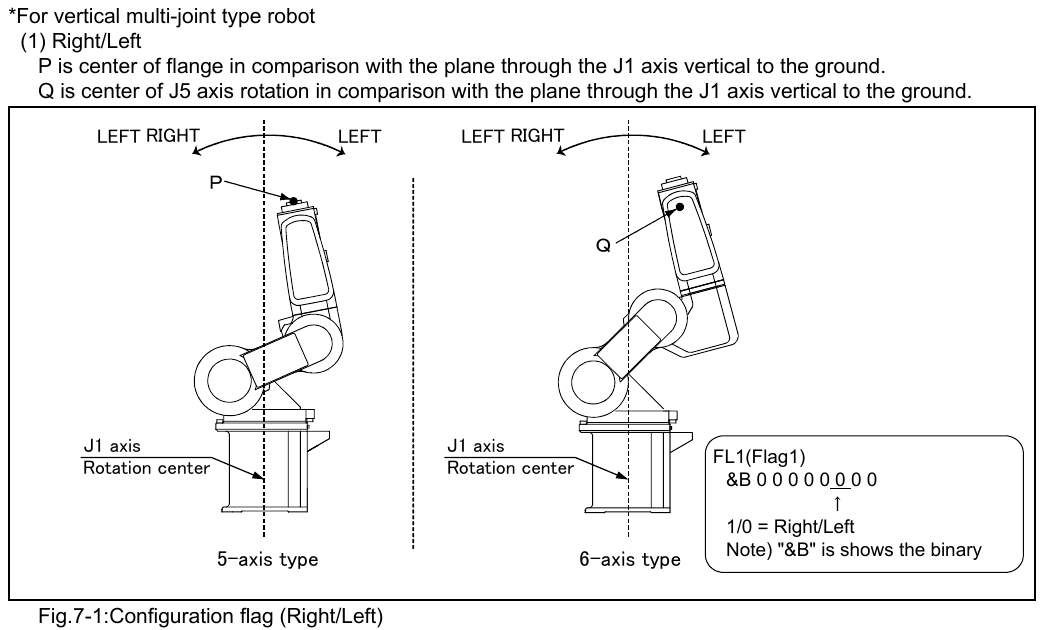 *For vertical multi-joint type robot
(1) Right/Left
P is center of flange in comparison with the plane through the J1 axis vertical to the ground.
Q is center of J5 axis rotation in comparison with the plane through the J1 axis vertical to the ground.
LEFT RIGHT LEFT
P
J1 axis
Rotation center
5-axis type
LEFT RIGHT LEFT
Q
J1 axis
Rotation center
6-axis type
FL1(Flag1)
&B 0 0 0 0 0 0 0 0
↑
1/0 = Right/Left
Note) "&B" is shows the binary
Fig.7-1:Configuration flag (Right/Left)